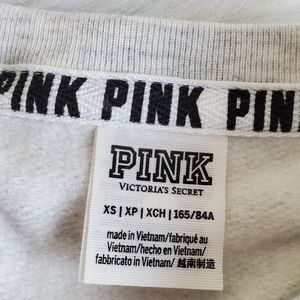 PINK PINK PIN
PINK
VICTORIA'S SECRET
XS | XP | XCH | 165/84A
made in Vietnam/fabriqué au
Vietnam/hecho en Vietnam/
fabbricato in Vietnam/ 越南制造